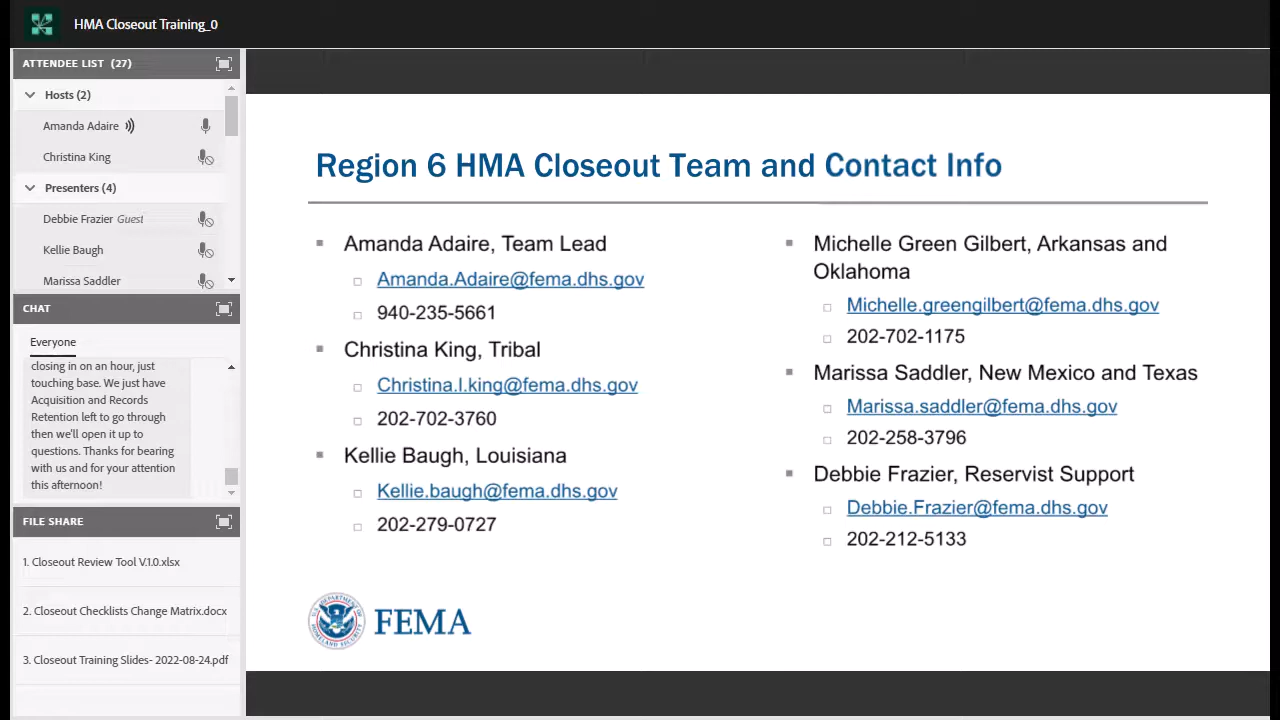 HMA Closeout Training_0
ATTENDEE LIST (27)
Hosts (2)
Amanda Adaire
Christina King
Presenters (4)
Debbie Frazier Guest
Kellie Baugh
Marissa Saddler
CHAT
Everyone
closing in on an hour, just
touching base. We just have
Acquisition and Records
Retention left to go through
then we'll open it up to
questions. Thanks for bearing
with us and for your attention
this afternoon!
FILE SHARE
1. Closeout Review Tool V.1.0.xlsx
2. Closeout Checklists Change Matrix.docx
3. Closeout Training Slides- 2022-08-24.pdf
Region 6 HMA Closeout Team and Contact Info
Amanda Adaire, Team Lead
Amanda.Adaire@fema.dhs.gov
940-235-5661
Christina King, Tribal
Christina.l.king@fema.dhs.gov
202-702-3760
Kellie Baugh, Louisiana
Kellie.baugh@fema.dhs.gov
202-279-0727
Michelle Green Gilbert, Arkansas and
Oklahoma
Michelle.greengilbert@fema.dhs.gov
202-702-1175
Marissa Saddler, New Mexico and Texas
Marissa.saddler@fema.dhs.gov
202-258-3796
Debbie Frazier, Reservist Support
Debbie.Frazier@fema.dhs.gov
202-212-5133
U.S. DEPARTMENT OF
HOMELAND SECURITY
FEMA